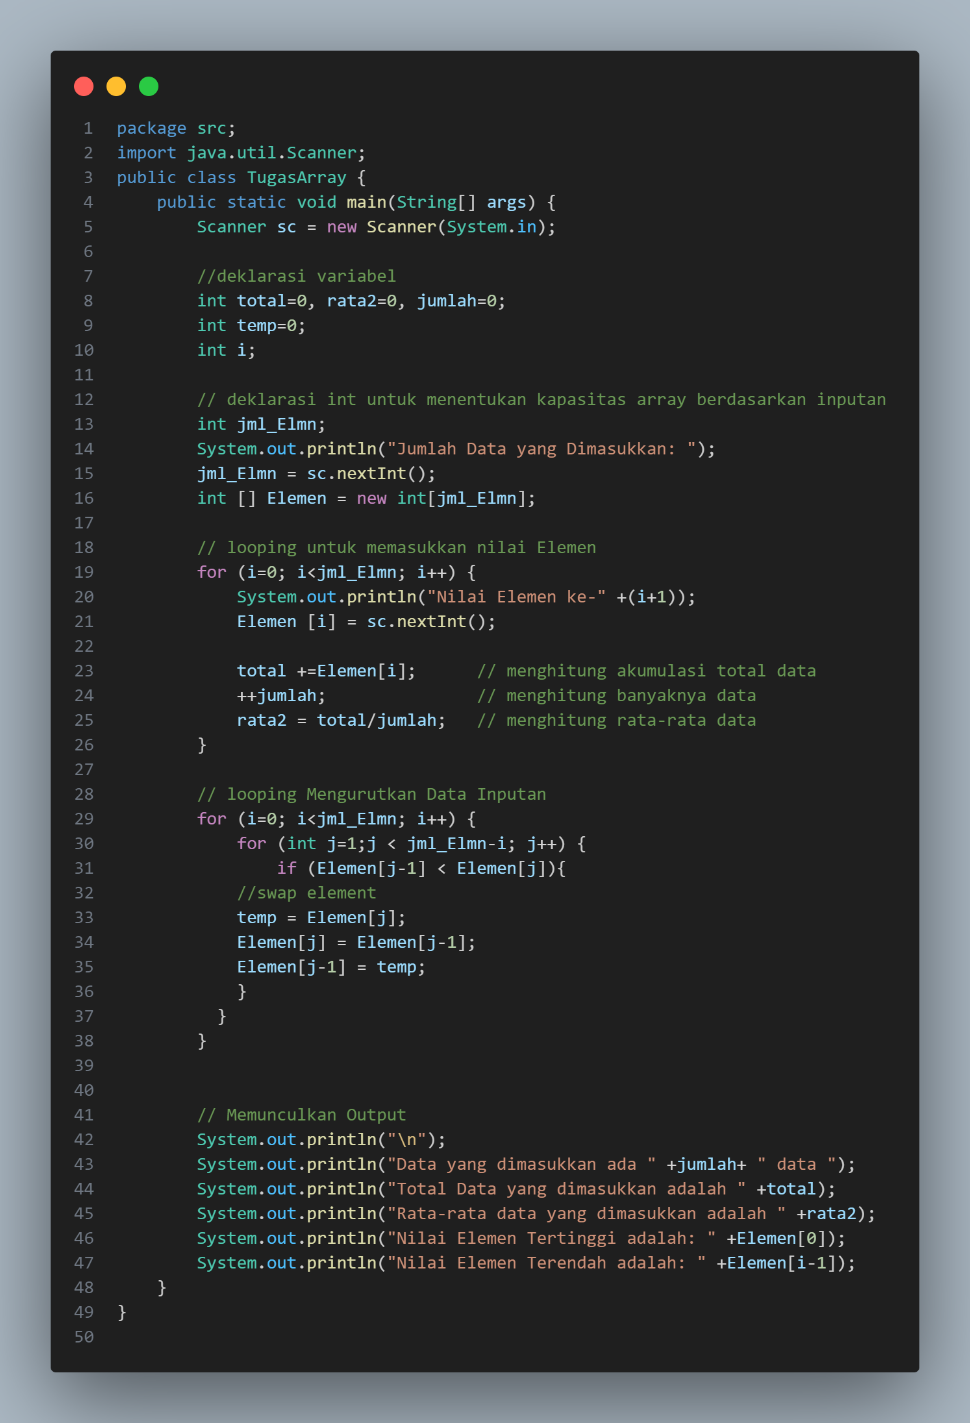 1 package src;
2 import java.util.Scanner;
3 public class TugasArray {
4     public static void main(String[] args) {
5         Scanner sc = new Scanner(System.in);
6
7         //deklarasi variabel
8         int total=0, rata2=0, jumlah=0;
9         int temp=0;
10         int i;
11
12         // deklarasi int untuk menentukan kapasitas array berdasarkan inputan
13         int jml_Elmn;
14         System.out.println("Jumlah Data yang Dimasukkan: ");
15         jml_Elmn = sc.nextInt();
16         int [] Elemen = new int[jml_Elmn];
17
18         // looping untuk memasukkan nilai Elemen
19         for (i=0; i<jml_Elmn; i++) {
20             System.out.println("Nilai Elemen ke-" +(i+1));
21             Elemen [i] = sc.nextInt();
22
23             total +=Elemen[i];      // menghitung akumulasi total data
24             ++jumlah;               // menghitung banyaknya data
25             rata2 = total/jumlah;   // menghitung rata-rata data
26         }
27
28         // looping Mengurutkan Data Inputan
29         for (i=0; i<jml_Elmn; i++) {
30             for (int j=1;j < jml_Elmn-i; j++) {
31                 if (Elemen[j-1] < Elemen[j]){
32             //swap element
33             temp = Elemen[j];
34             Elemen[j] = Elemen[j-1];
35             Elemen[j-1] = temp;
36             }
37           }
38         }
39
40
41         // Memunculkan Output
42         System.out.println("\n");
43         System.out.println("Data yang dimasukkan ada " +jumlah+ " data ");
44         System.out.println("Total Data yang dimasukkan adalah " +total);
45         System.out.println("Rata-rata data yang dimasukkan adalah " +rata2);
46         System.out.println("Nilai Elemen Tertinggi adalah: " +Elemen[0]);
47         System.out.println("Nilai Elemen Terendah adalah: " +Elemen[i-1]);
48     }
49 }
50